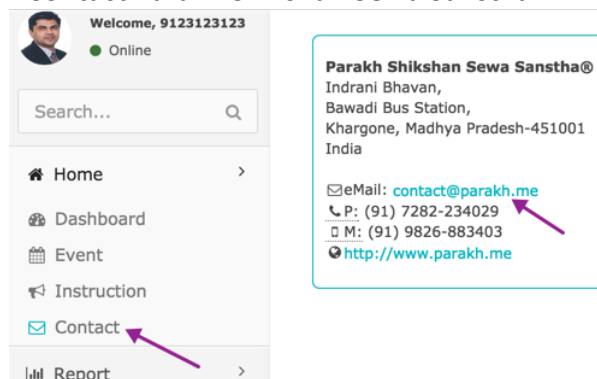 Welcome, 9123123123
Online
Search...
Home
Dashboard
Event
Instruction
Contact
Report
Parakh Shikshan Sewa Sanstha®
Indrani Bhavan,
Bawadi Bus Station,
Khargone, Madhya Pradesh-451001
India
eMail: contact@parakh.me
P: (91) 7282-234029
M: (91) 9826-883403
http://www.parakh.me